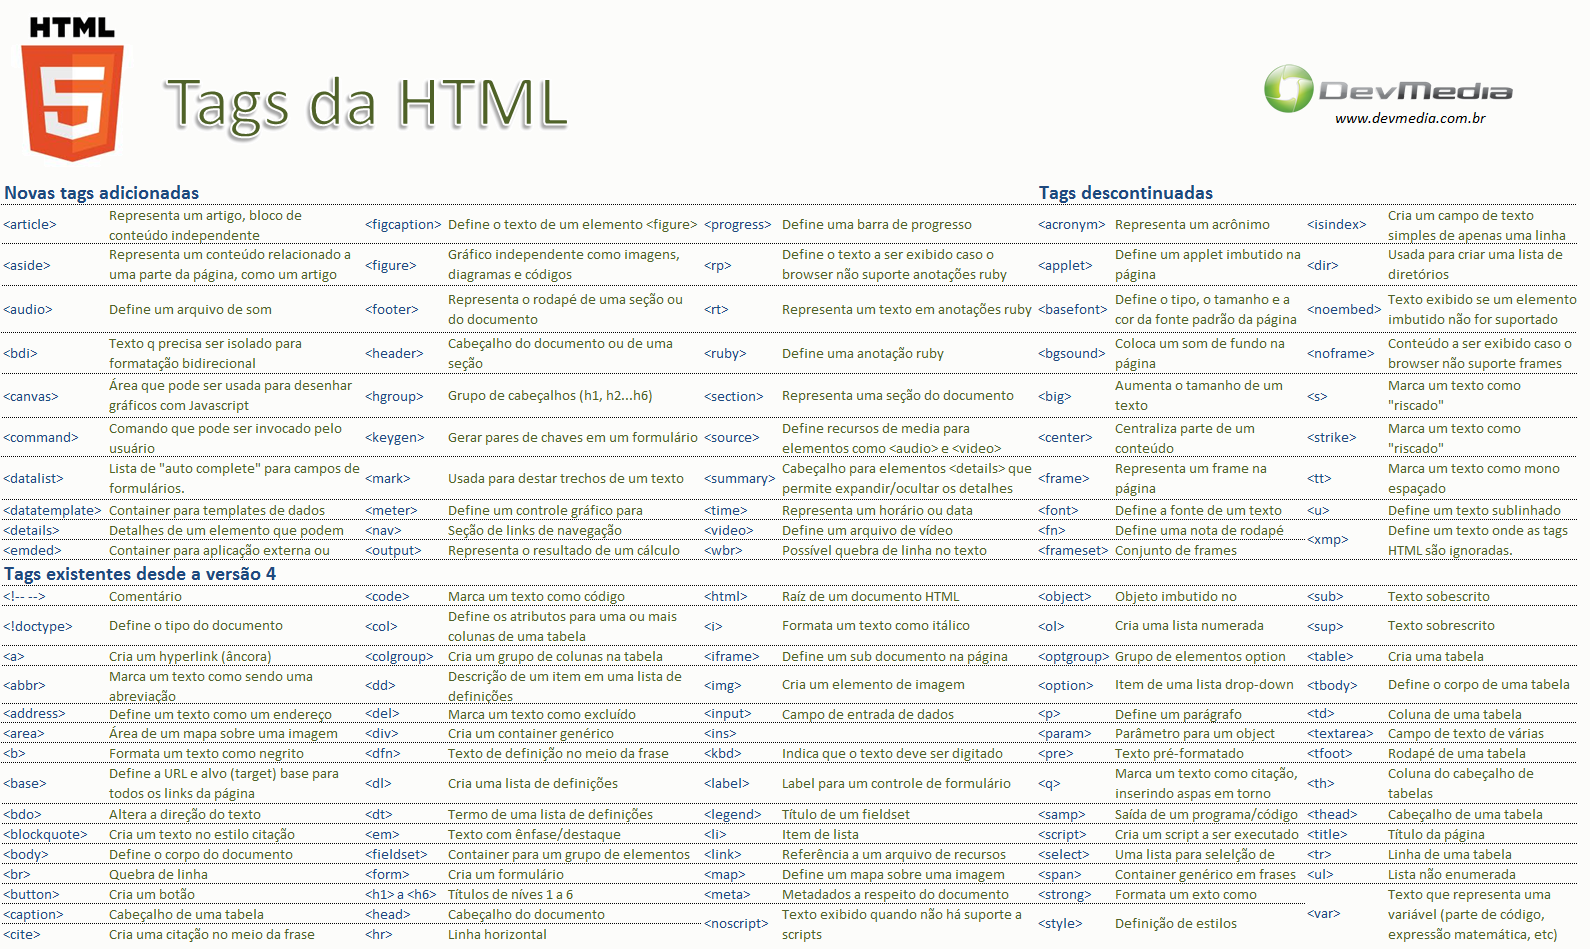 HTML
5
Tags da HTML
DevMedia
www.devmedia.com.br
Novas tags adicionadas
<article> Representa um artigo, bloco de
conteúdo independente
<figcaption> Define o texto de um elemento <figure>
<progress> Define uma barra de progresso
<aside> Representa um conteúdo relacionado a
uma parte da página, como um artigo
<figure> Gráfico independente como imagens,
diagramas e códigos
<rp> Define o texto a ser exibido caso o
browser não suporte anotações ruby
<audio> Define um arquivo de som
<footer> Representa o rodapé de uma seção ou
do documento
<rt> Representa um texto em anotações ruby
<bdi> Texto q precisa ser isolado para
formatação bidirecional
<header> Cabeçalho do documento ou de uma
seção
<ruby> Define uma anotação ruby
<canvas> Área que pode ser usada para desenhar
gráficos com Javascript
<hgroup> Grupo de cabeçalhos (h1, h2...h6)
<section> Representa uma seção do documento
<command> Comando que pode ser invocado pelo
usuário
<keygen> Gerar pares de chaves em um formulário
<source> Define recursos de media para
elementos como <audio> e <video>
<datalist> Lista de "auto complete" para campos de
formulários.
<mark> Usada para destar trechos de um texto
<summary> Cabeçalho para elementos <details> que
permite expandir/ocultar os detalhes
<datatemplate> Container para templates de dados
<meter> Define um controle gráfico para
<time> Representa um horário ou data
<details> Detalhes de um elemento que podem
<nav> Seção de links de navegação
<video> Define um arquivo de vídeo
<emded> Container para aplicação externa ou
<output> Representa o resultado de um cálculo
<wbr> Possível quebra de linha no texto
Tags descontinuadas
<acronym> Representa um acrônimo
<isindex> Cria um campo de texto
simples de apenas uma linha
<applet> Define um applet imbutido na
página
<dir> Usada para criar uma lista de
diretórios
<basefont> Define o tipo, o tamanho e a
cor da fonte padrão da página
<noembed> Texto exibido se um elemento
imbutido não for suportado
<bgsound> Coloca um som de fundo na
página
<noframe> Conteúdo a ser exibido caso o
browser não suporte frames
<big> Aumenta o tamanho de um
texto
<s> Marca um texto como
"riscado"
<center> Centraliza parte de um
conteúdo
<strike> Marca um texto como
"riscado"
<frame> Representa um frame na
página
<tt> Marca um texto como mono
espaçado
<font> Define a fonte de um texto
<u> Define um texto sublinhado
<fn> Define uma nota de rodapé
<xmp> Define um texto onde as tags
HTML são ignoradas.
<frameset> Conjunto de frames
Tags existentes desde a versão 4
<!-- --> Comentário
<code> Marca um texto como código
<html> Raíz de um documento HTML
<object> Objeto imbutido no
<sub> Texto sobescrito
<!doctype> Define o tipo do documento
<col> Define os atributos para uma ou mais
colunas de uma tabela
<i> Formata um texto como itálico
<ol> Cria uma lista numerada
<sup> Texto sobrescrito
<a> Cria um hyperlink (âncora)
<colgroup> Cria um grupo de colunas na tabela
<iframe> Define um sub documento na página
<optgroup> Grupo de elementos option
<table> Cria uma tabela
<abbr> Marca um texto como sendo uma
abreviação
<dd> Descrição de um item em uma lista de
definições
<img> Cria um elemento de imagem
<option> Item de uma lista drop-down
<tbody> Define o corpo de uma tabela
<address> Define um texto como um endereço
<del> Marca um texto como excluído
<input> Campo de entrada de dados
<p> Define um parágrafo
<td> Coluna de uma tabela
<area> Área de um mapa sobre uma imagem
<div> Cria um container genérico
<ins>
<param> Parâmetro para um object
<textarea> Campo de texto de várias
<b> Formata um texto como negrito
<dfn> Texto de definição no meio da frase
<kbd> Indica que o texto deve ser digitado
<pre> Texto pré-formatado
<tfoot> Rodapé de uma tabela
<base> Define a URL e alvo (target) base para
todos os links da página
<dl> Cria uma lista de definições
<label> Label para um controle de formulário
<q> Marca um texto como citação,
inserindo aspas em torno
<th> Coluna do cabeçalho de
tabelas
<bdo> Altera a direção do texto
<dt> Termo de uma lista de definições
<legend> Título de um fieldset
<samp> Saída de um programa/código
<thead> Cabeçalho de uma tabela
<blockquote> Cria um texto no estilo citação
<em> Texto com ênfase/destaque
<li> Item de lista
<script> Cria um script a ser executado
<title> Título da página
<body> Define o corpo do documento
<fieldset> Container para um grupo de elementos
<link> Referência a um arquivo de recursos
<select> Uma lista para selelção de
<tr> Linha de uma tabela
<br> Quebra de linha
<form> Cria um formulário
<map> Define um mapa sobre uma imagem
<span> Container genérico em frases
<ul> Lista não enumerada
<button> Cria um botão
<h1> a <h6> Títulos de níves 1 a 6
<meta> Metadados a respeito do documento
<strong> Formata um exto como
<var> Texto que representa uma
variável (parte de código,
expressão matemática, etc)
<caption> Cabeçalho de uma tabela
<head> Cabeçalho do documento
<noscript> Texto exibido quando não há suporte a
scripts
<style> Definição de estilos
<cite> Cria uma citação no meio da frase
<hr> Linha horizontal